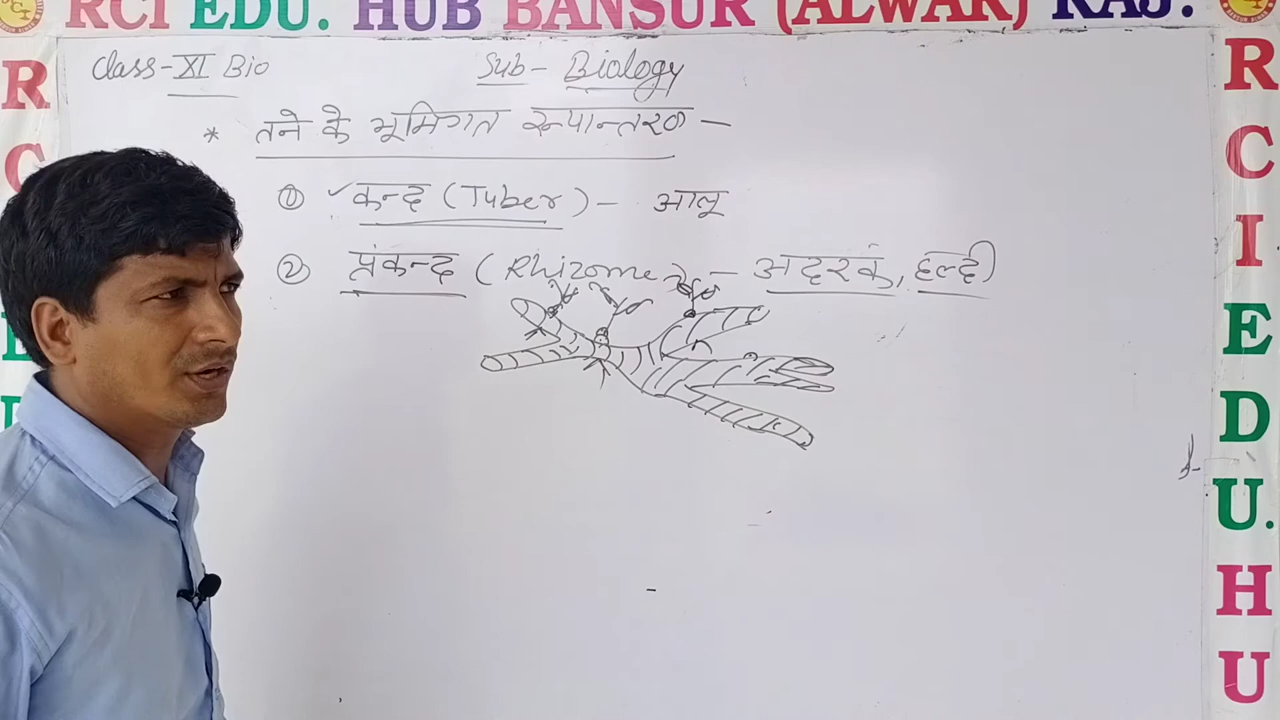 RCI EDU. HUB BANSUR (ALWAR) RAJ.
Class-XI Bio
Sub- Biology
* तने के भूमिगत रूपान्तरण -
① ✓ कन्द (Tuber) - आलू
② प्रंकन्द (Rhizome) - अदरक, हल्दी
R
C
E
D
R
C
I
E
D
U.
H
U